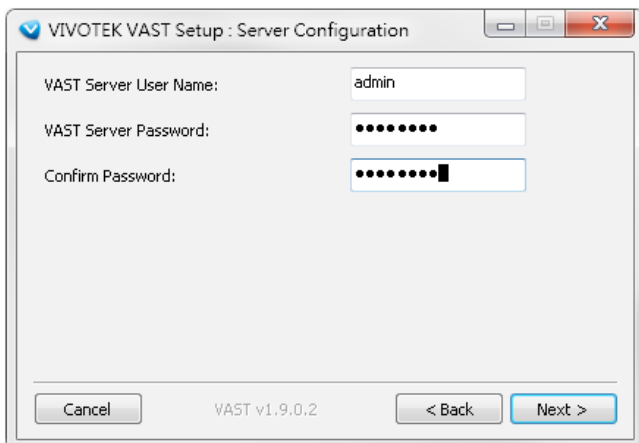 VIVOTEK VAST Setup : Server Configuration
VAST Server User Name: admin
VAST Server Password: ●●●●●●●●
Confirm Password: ●●●●●●●●
Cancel VAST v1.9.0.2 < Back Next >